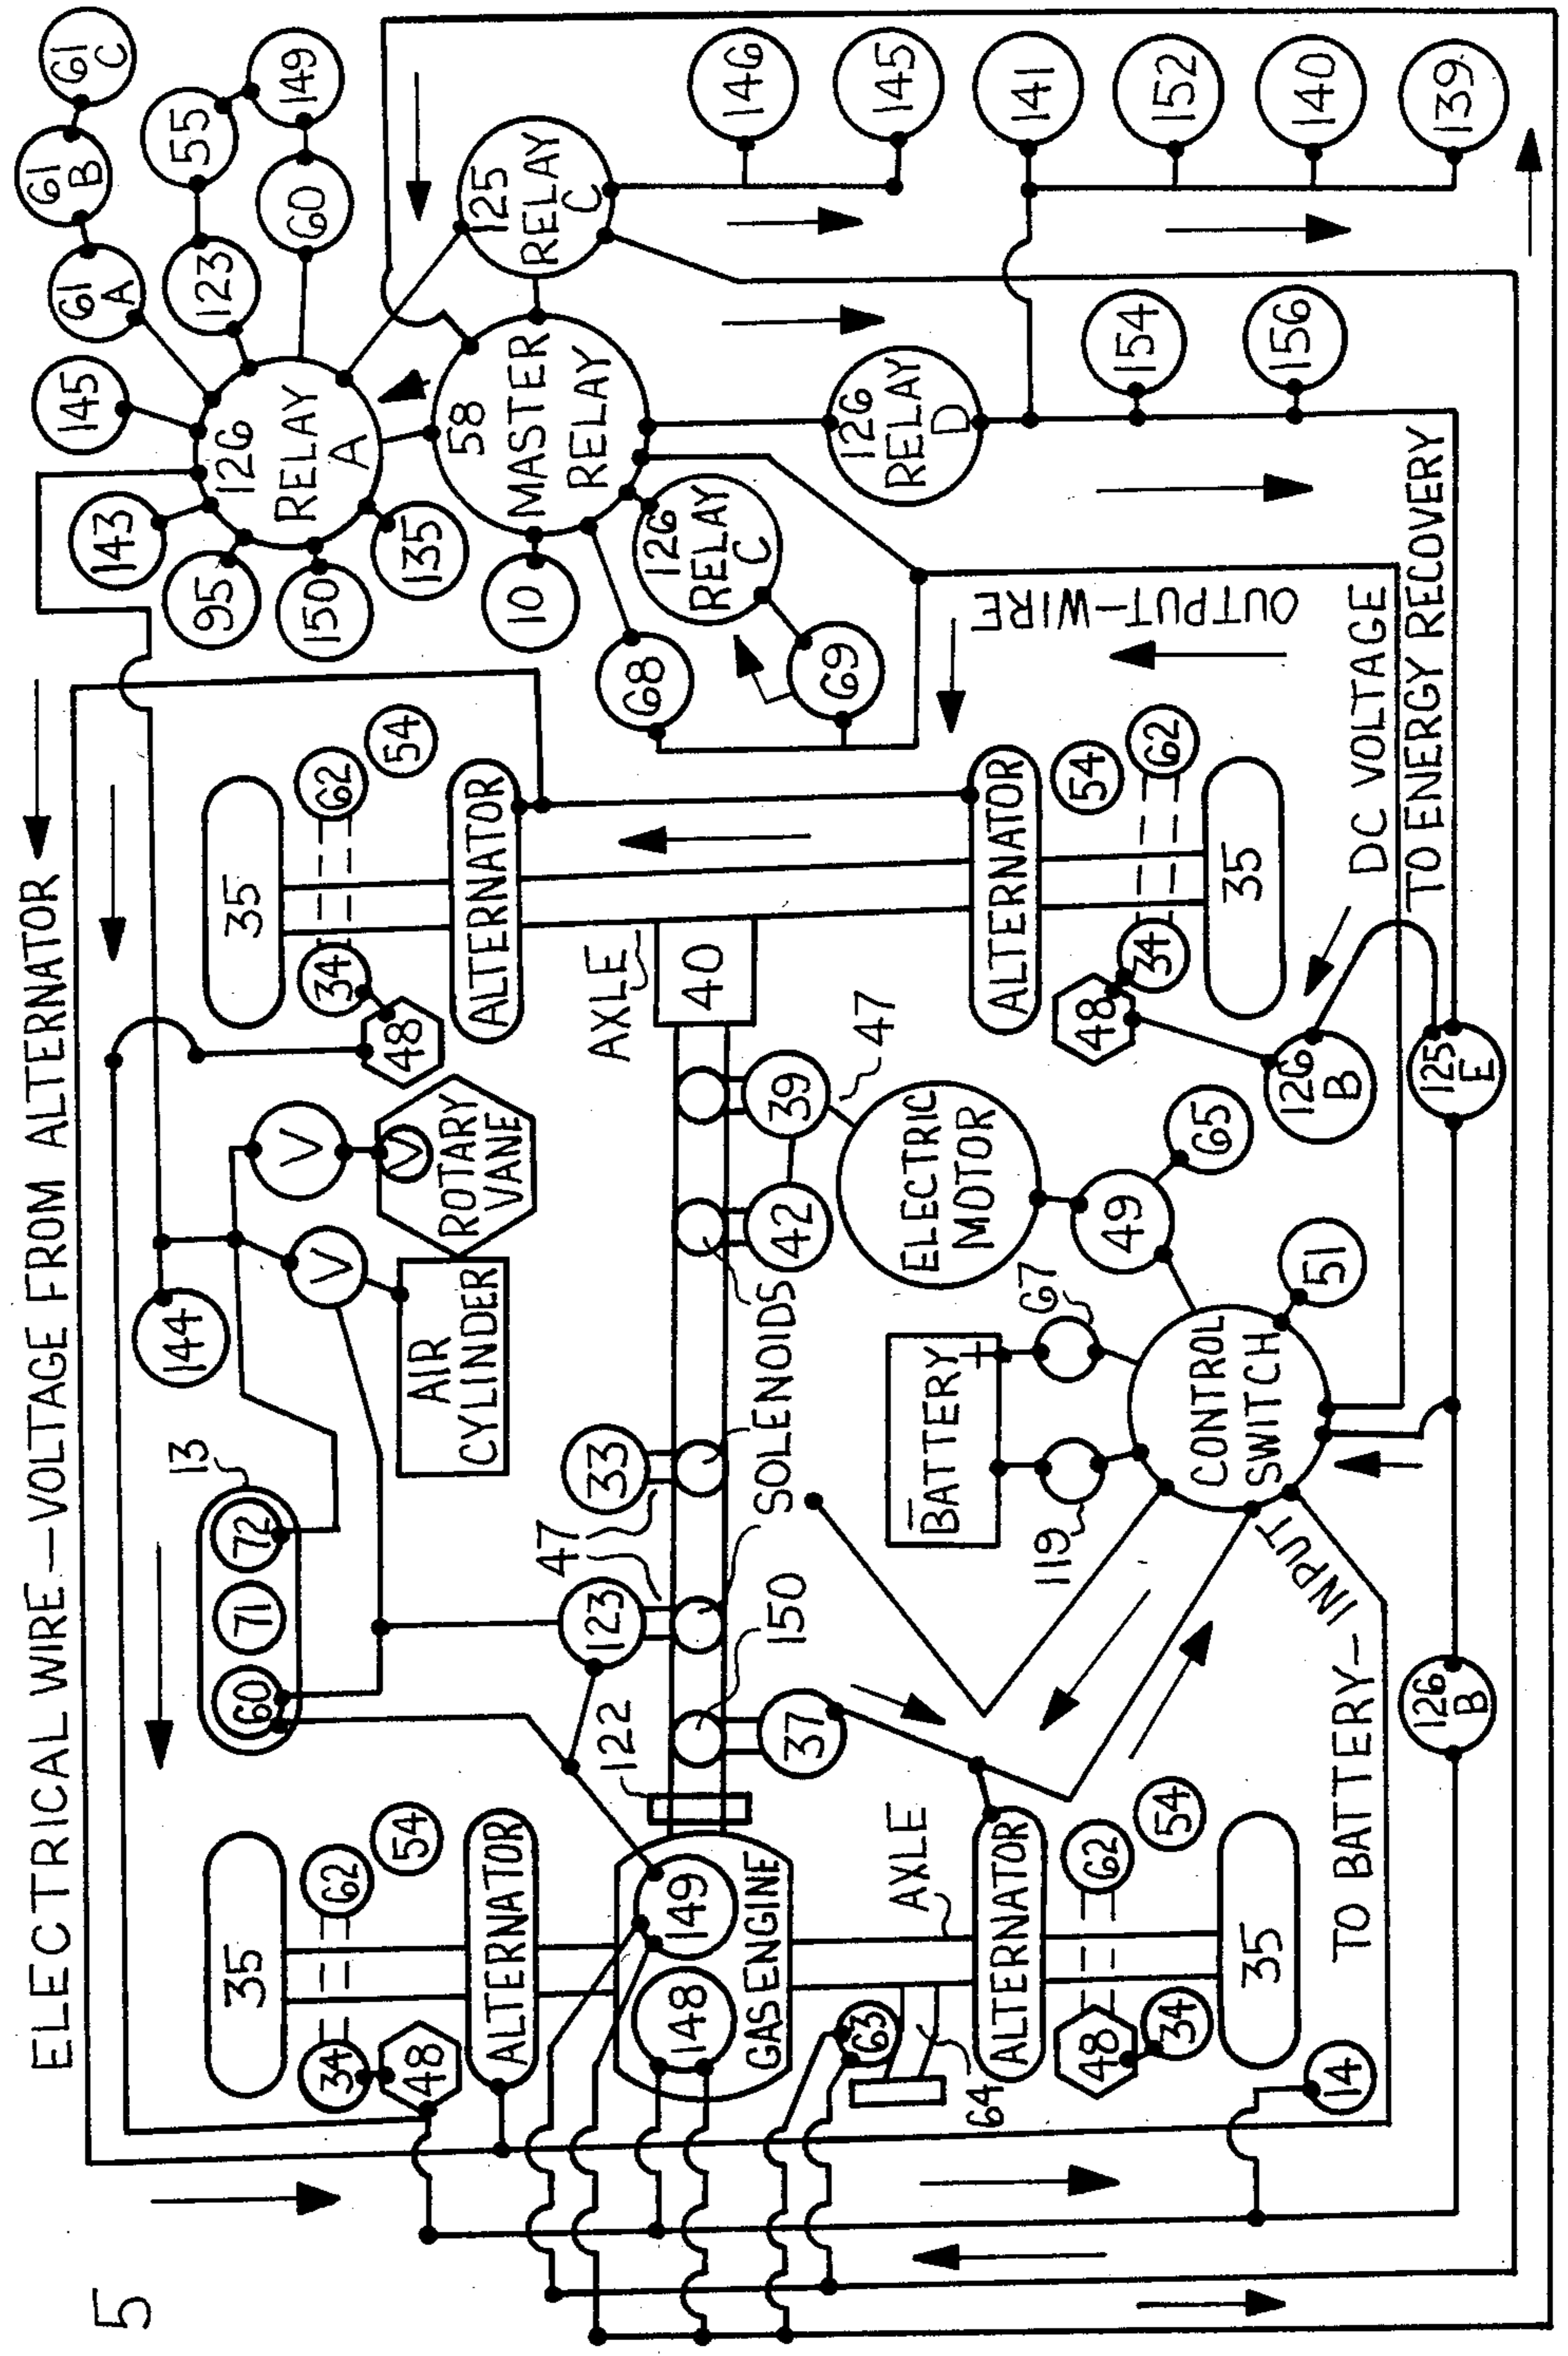 5
ELECTRICAL WIRE—VOLTAGE FROM ALTERNATOR
61 A
61 B
61 C
145
123
55
149
60
143
95
150
135
126 RELAY A
58 MASTER RELAY
125 RELAY C
10
126 RELAY C
68
69
126 RELAY D
146
145
141
152
140
139
154
156
OUTPUT-WIRE
DC VOLTAGE
TO ENERGY RECOVERY
35
62
54
34
48
ALTERNATOR
AXLE
40
ALTERNATOR
54
62
34
48
35
144
V
V
V
ROTARY VANE
AIR CYLINDER
13
72
71
60
39
47
42
SOLENOIDS
33
47
123
150
122
37
ELECTRIC MOTOR
49
65
51
67
BATTERY
–
+
119
CONTROL SWITCH
126 B
125 E
126 B
INPUT
TO BATTERY-
35
62
54
34
48
ALTERNATOR
149
148
GAS ENGINE
AXLE
63
64
ALTERNATOR
62
54
48
34
35
14